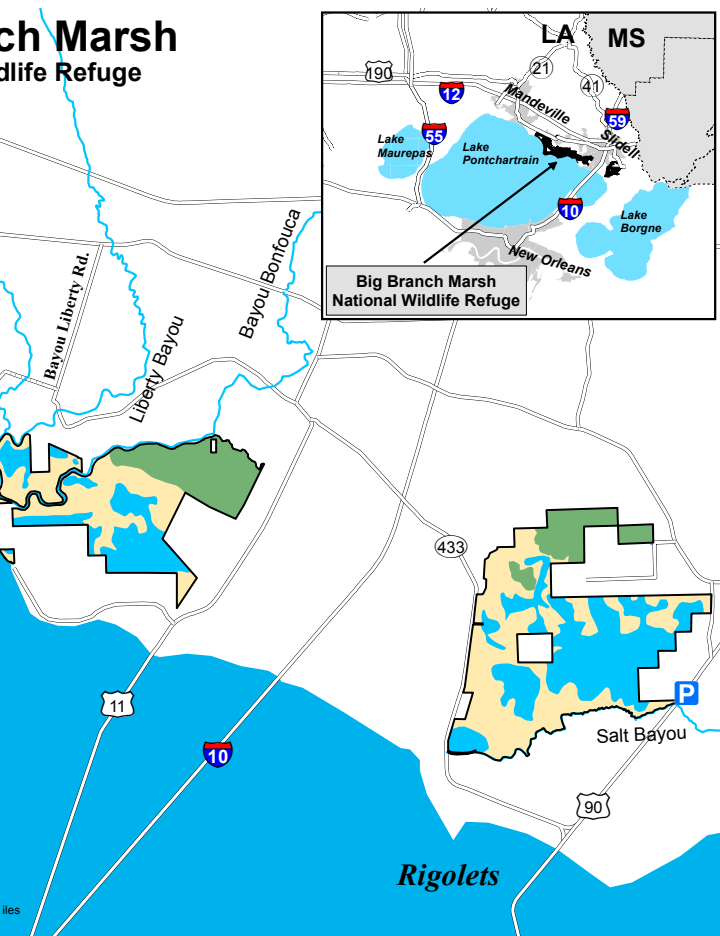 ch Marsh
dlife Refuge
LA
MS
190
21
12
41
59
Mandeville
Slidell
55
Lake
Maurepas
Lake
Pontchartrain
10
Lake
Borgne
New Orleans
Big Branch Marsh
National Wildlife Refuge
Bayou Liberty Rd.
Liberty Bayou
Bayou Bonfouca
433
P
Salt Bayou
11
10
90
Rigolets
iles